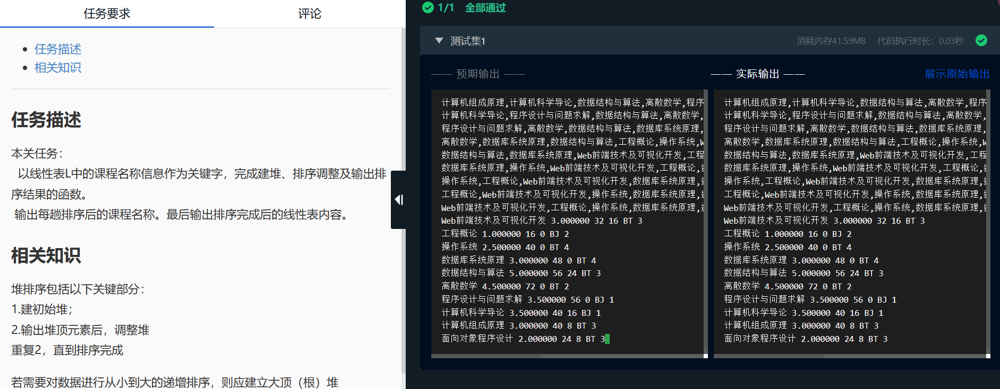 任务要求
评论
任务描述
相关知识
任务描述
本关任务：
以线性表L中的课程名称信息作为关键字，完成建堆、排序调整及输出排
序结果的函数。
输出每趟排序后的课程名称。最后输出排序完成后的线性表内容。
相关知识
堆排序包括以下关键部分：
1.建初始堆；
2.输出堆顶元素后，调整堆
重复2，直到排序完成
若需要对数据进行从小到大的递增排序，则应建立大顶（根）堆
1/1 全部通过
测试集1
消耗内存41.59MB 代码执行时长：0.03秒
—— 预期输出 ——
计算机组成原理,计算机科学导论,数据结构与算法,离散数学,程序
计算机科学导论,程序设计与问题求解,数据结构与算法,离散数学,
程序设计与问题求解,离散数学,数据结构与算法,数据库系统原理,
离散数学,数据库系统原理,数据结构与算法,工程概论,操作系统,W
数据结构与算法,数据库系统原理,Web前端技术及可视化开发,工程
数据库系统原理,操作系统,Web前端技术及可视化开发,工程概论,
操作系统,工程概论,Web前端技术及可视化开发,数据库系统原理,
工程概论,Web前端技术及可视化开发,操作系统,数据库系统原理,
Web前端技术及可视化开发,工程概论,操作系统,数据库系统原理,
Web前端技术及可视化开发 3.000000 32 16 BT 3
工程概论 1.000000 16 0 BJ 2
操作系统 2.500000 40 0 BT 4
数据库系统原理 3.000000 48 0 BT 4
数据结构与算法 5.000000 56 24 BT 3
离散数学 4.500000 72 0 BT 2
程序设计与问题求解 3.500000 56 0 BJ 1
计算机科学导论 3.500000 40 16 BJ 1
计算机组成原理 3.000000 40 8 BT 3
面向对象程序设计 2.000000 24 8 BT 3
—— 实际输出 ——
展示原始输出
计算机组成原理,计算机科学导论,数据结构与算法,离散数学,程序
计算机科学导论,程序设计与问题求解,数据结构与算法,离散数学,
程序设计与问题求解,离散数学,数据结构与算法,数据库系统原理,
离散数学,数据库系统原理,数据结构与算法,工程概论,操作系统,W
数据结构与算法,数据库系统原理,Web前端技术及可视化开发,工程
数据库系统原理,操作系统,Web前端技术及可视化开发,工程概论,
操作系统,工程概论,Web前端技术及可视化开发,数据库系统原理,
工程概论,Web前端技术及可视化开发,操作系统,数据库系统原理,
Web前端技术及可视化开发,工程概论,操作系统,数据库系统原理,
Web前端技术及可视化开发 3.000000 32 16 BT 3
工程概论 1.000000 16 0 BJ 2
操作系统 2.500000 40 0 BT 4
数据库系统原理 3.000000 48 0 BT 4
数据结构与算法 5.000000 56 24 BT 3
离散数学 4.500000 72 0 BT 2
程序设计与问题求解 3.500000 56 0 BJ 1
计算机科学导论 3.500000 40 16 BJ 1
计算机组成原理 3.000000 40 8 BT 3
面向对象程序设计 2.000000 24 8 BT 3